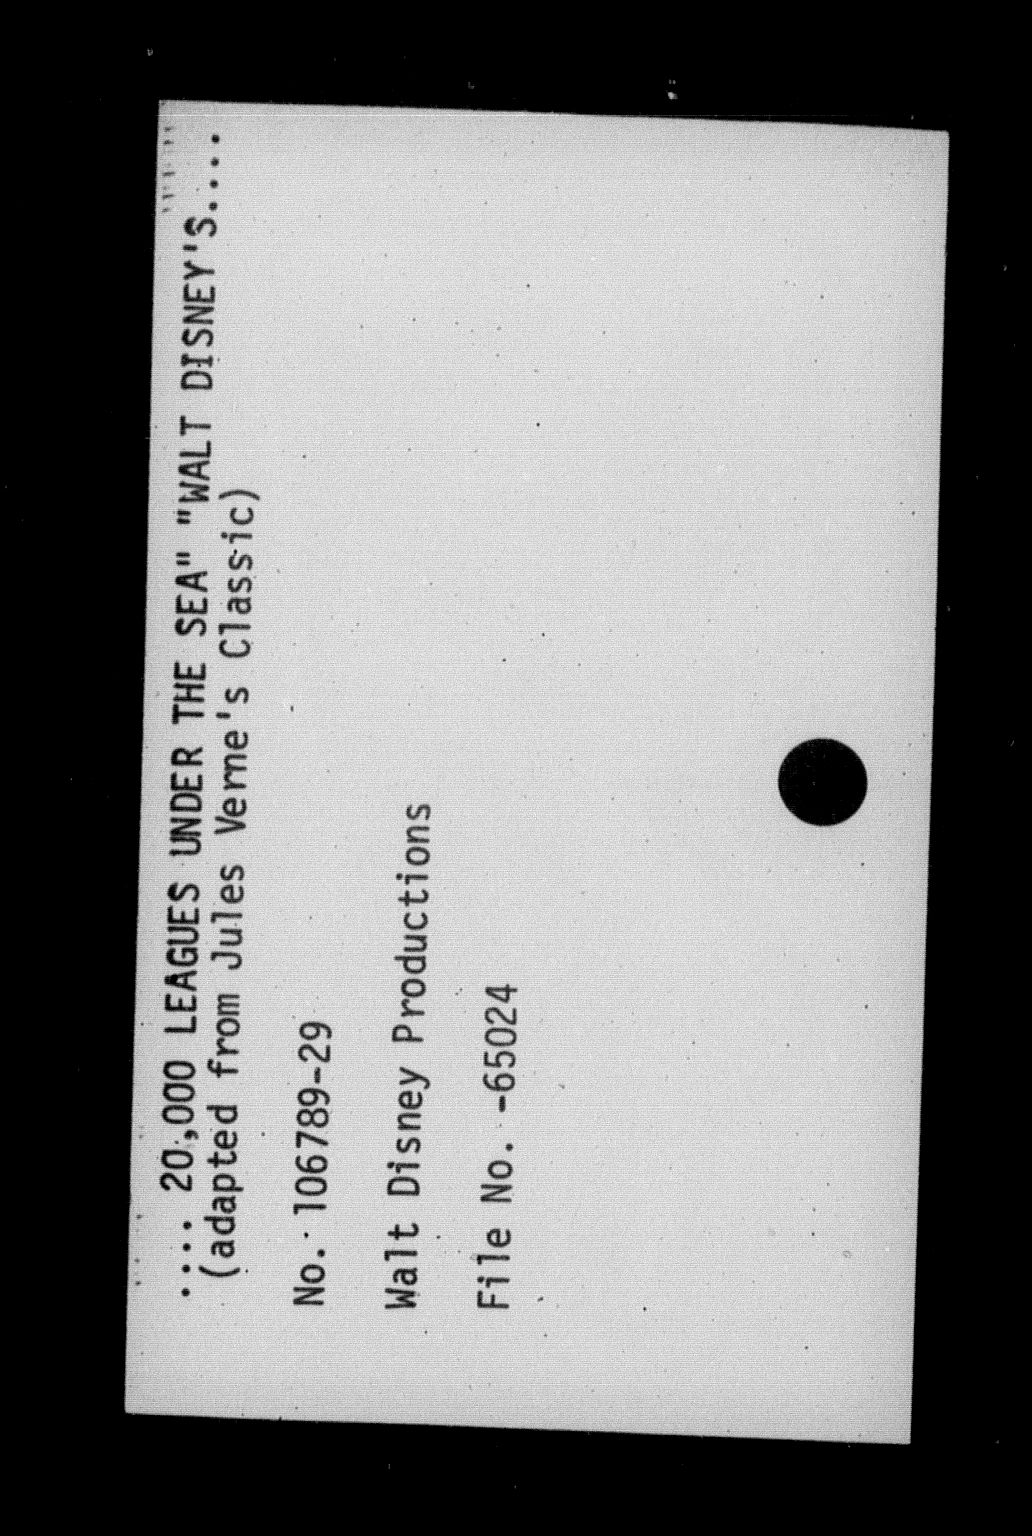 .... 20,000 LEAGUES UNDER THE SEA" "WALT DISNEY'S....
(adapted from Jules Verne's Classic)
No. 106789-29
Walt Disney Productions
File No. -65024